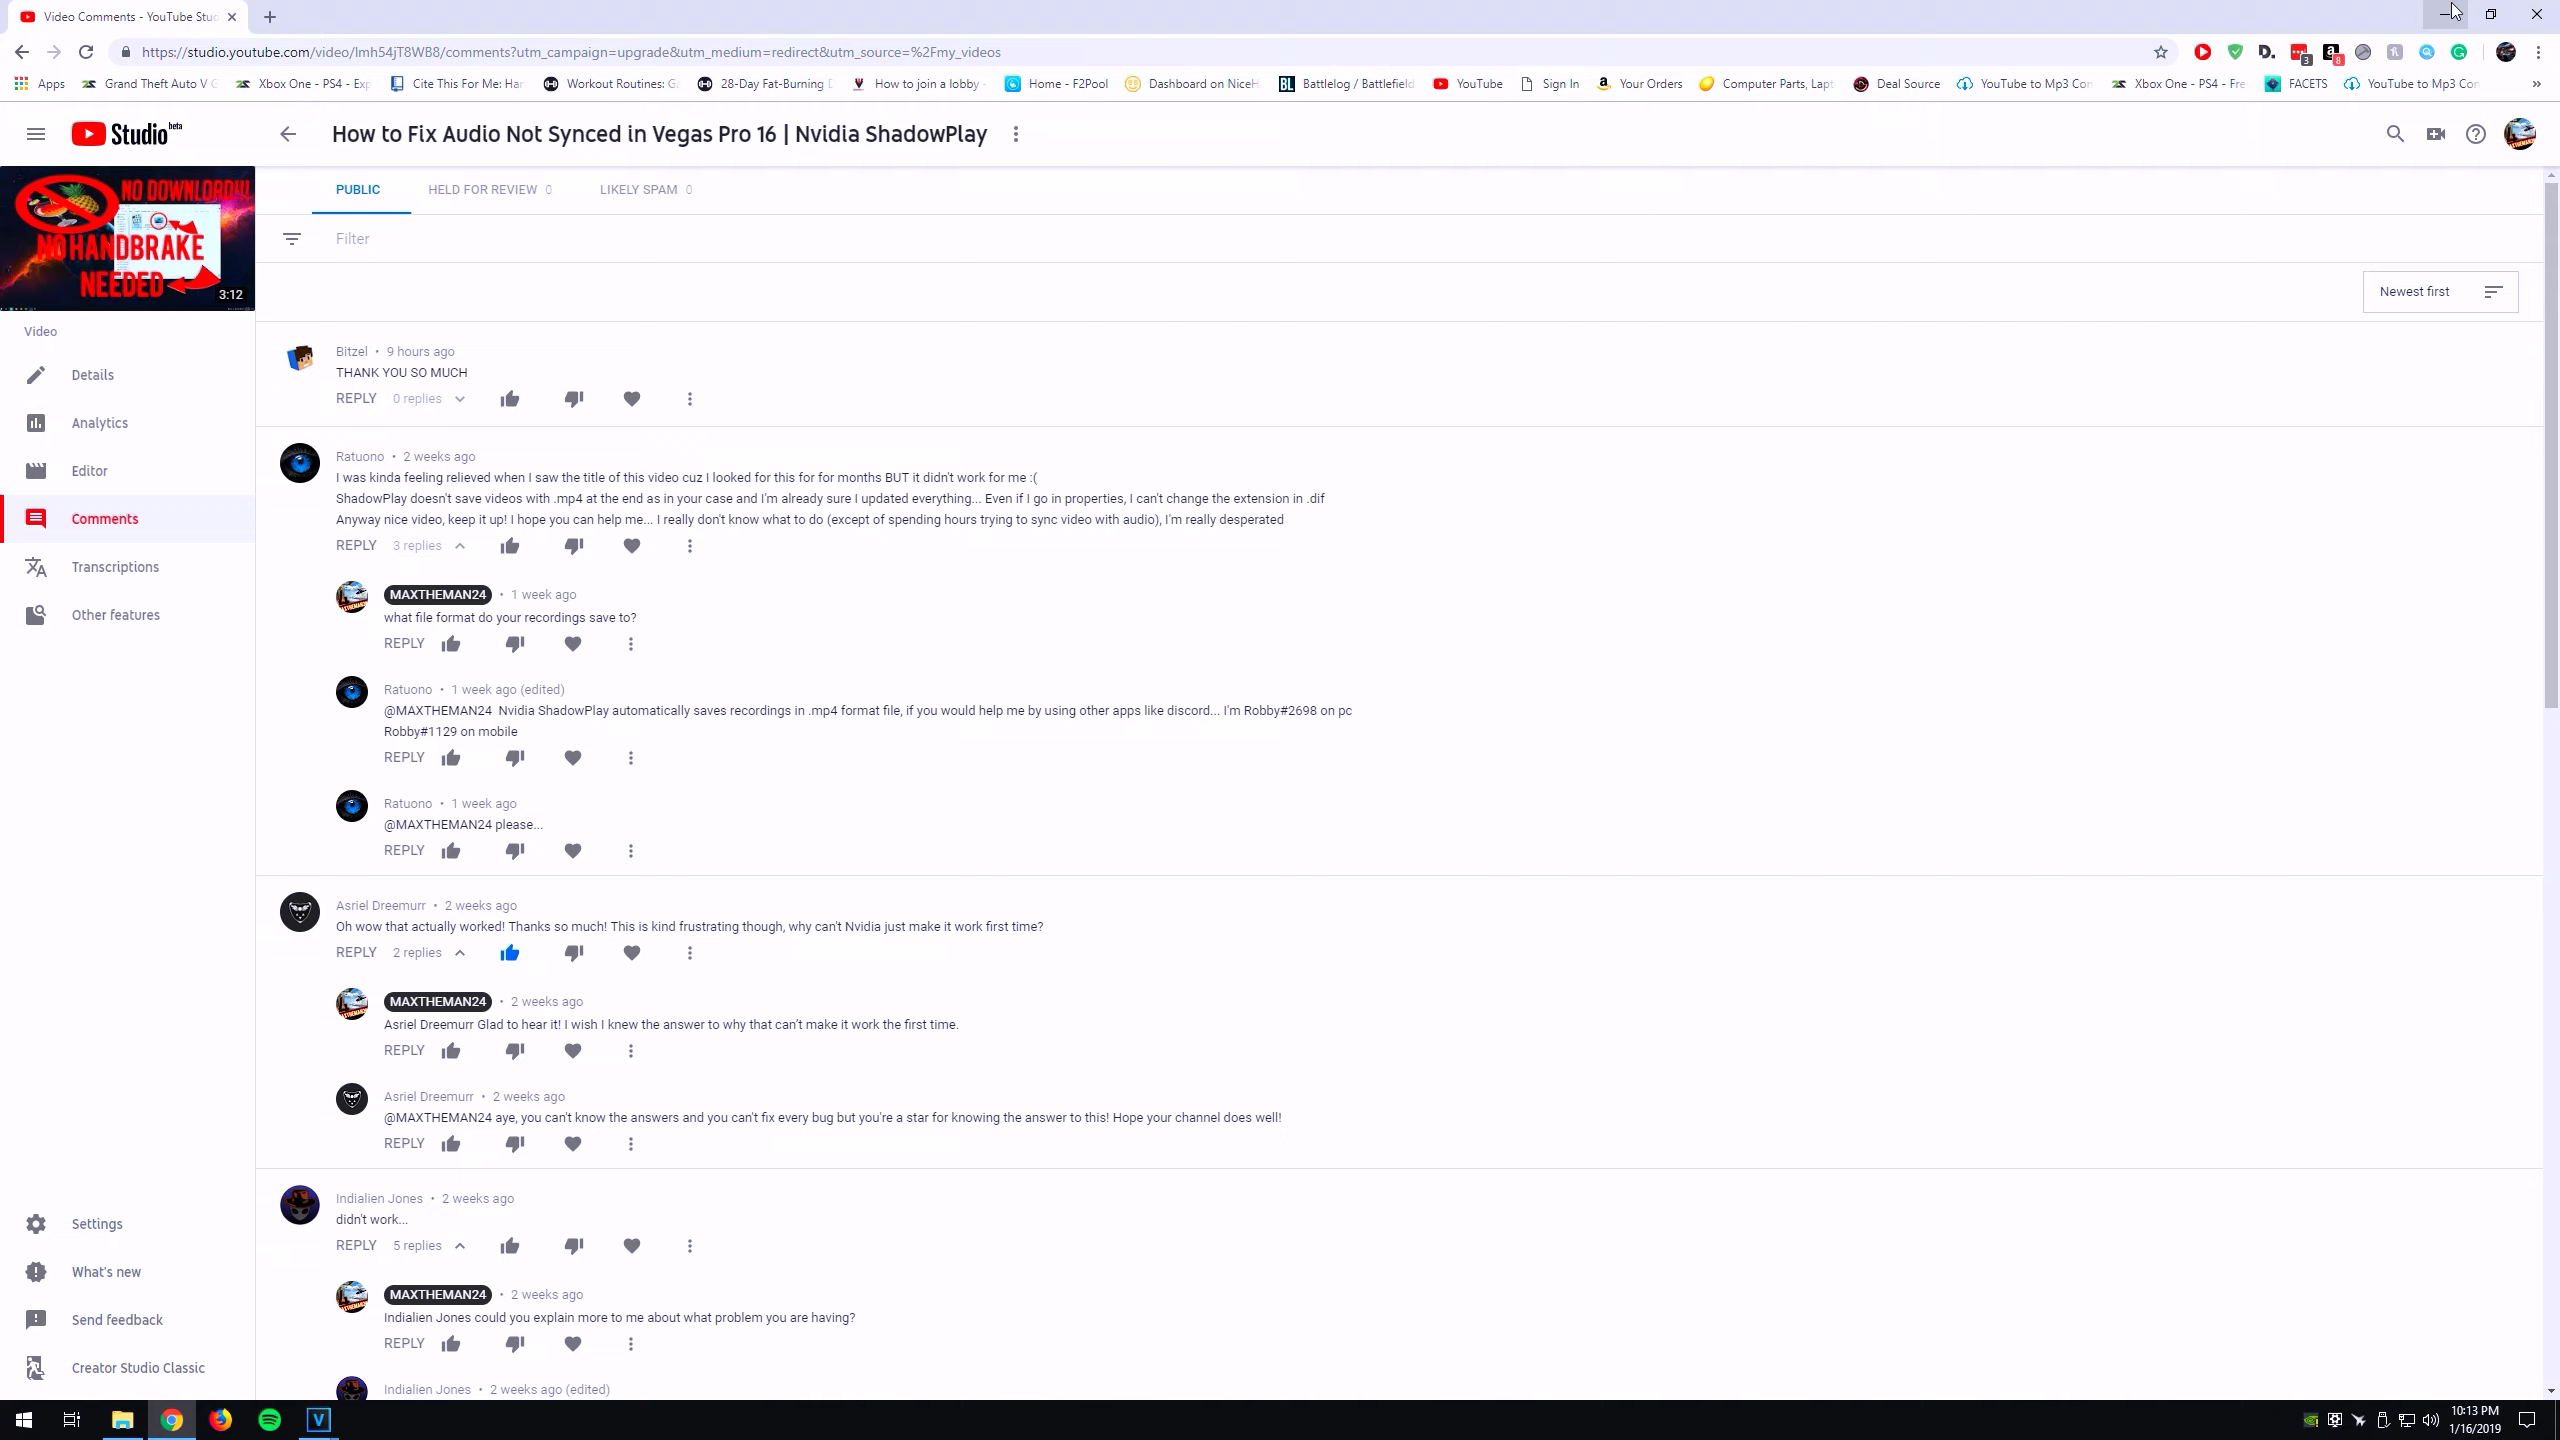 Video Comments - YouTube Stud
https://studio.youtube.com/video/lmh54jT8WB8/comments?utm_campaign=upgrade&utm_medium=redirect&utm_source=%2Fmy_videos
3
8
Apps
Grand Theft Auto V G
Xbox One - PS4 - Exp
Cite This For Me: Har
Workout Routines: Ga
28-Day Fat-Burning D
How to join a lobby -
Home - F2Pool
Dashboard on NiceH
BL Battlelog / Battlefield
YouTube
Sign In
Your Orders
Computer Parts, Lapt
Deal Source
YouTube to Mp3 Con
Xbox One - PS4 - Fre
FACETS
YouTube to Mp3 Con
Studio beta
How to Fix Audio Not Synced in Vegas Pro 16 | Nvidia ShadowPlay
NO HANDBRAKE
NEEDED
3:12
Video
Details
Analytics
Editor
Comments
Transcriptions
Other features
Settings
What's new
Send feedback
Creator Studio Classic
PUBLIC
HELD FOR REVIEW 0
LIKELY SPAM 0
Filter
Newest first
Bitzel • 9 hours ago
THANK YOU SO MUCH
REPLY 0 replies
Ratuono • 2 weeks ago
I was kinda feeling relieved when I saw the title of this video cuz I looked for this for for months BUT it didn't work for me :(
ShadowPlay doesn't save videos with .mp4 at the end as in your case and I'm already sure I updated everything... Even if I go in properties, I can't change the extension in .dif
Anyway nice video, keep it up! I hope you can help me... I really don't know what to do (except of spending hours trying to sync video with audio), I'm really desperated
REPLY 3 replies
MAXTHEMAN24 • 1 week ago
what file format do your recordings save to?
REPLY
Ratuono • 1 week ago (edited)
@MAXTHEMAN24 Nvidia ShadowPlay automatically saves recordings in .mp4 format file, if you would help me by using other apps like discord... I'm Robby#2698 on pc
Robby#1129 on mobile
REPLY
Ratuono • 1 week ago
@MAXTHEMAN24 please...
REPLY
Asriel Dreemurr • 2 weeks ago
Oh wow that actually worked! Thanks so much! This is kind frustrating though, why can't Nvidia just make it work first time?
REPLY 2 replies
MAXTHEMAN24 • 2 weeks ago
Asriel Dreemurr Glad to hear it! I wish I knew the answer to why that can't make it work the first time.
REPLY
Asriel Dreemurr • 2 weeks ago
@MAXTHEMAN24 aye, you can't know the answers and you can't fix every bug but you're a star for knowing the answer to this! Hope your channel does well!
REPLY
Indialien Jones • 2 weeks ago
didn't work...
REPLY 5 replies
MAXTHEMAN24 • 2 weeks ago
Indialien Jones could you explain more to me about what problem you are having?
REPLY
Indialien Jones • 2 weeks ago (edited)
10:13 PM
1/16/2019